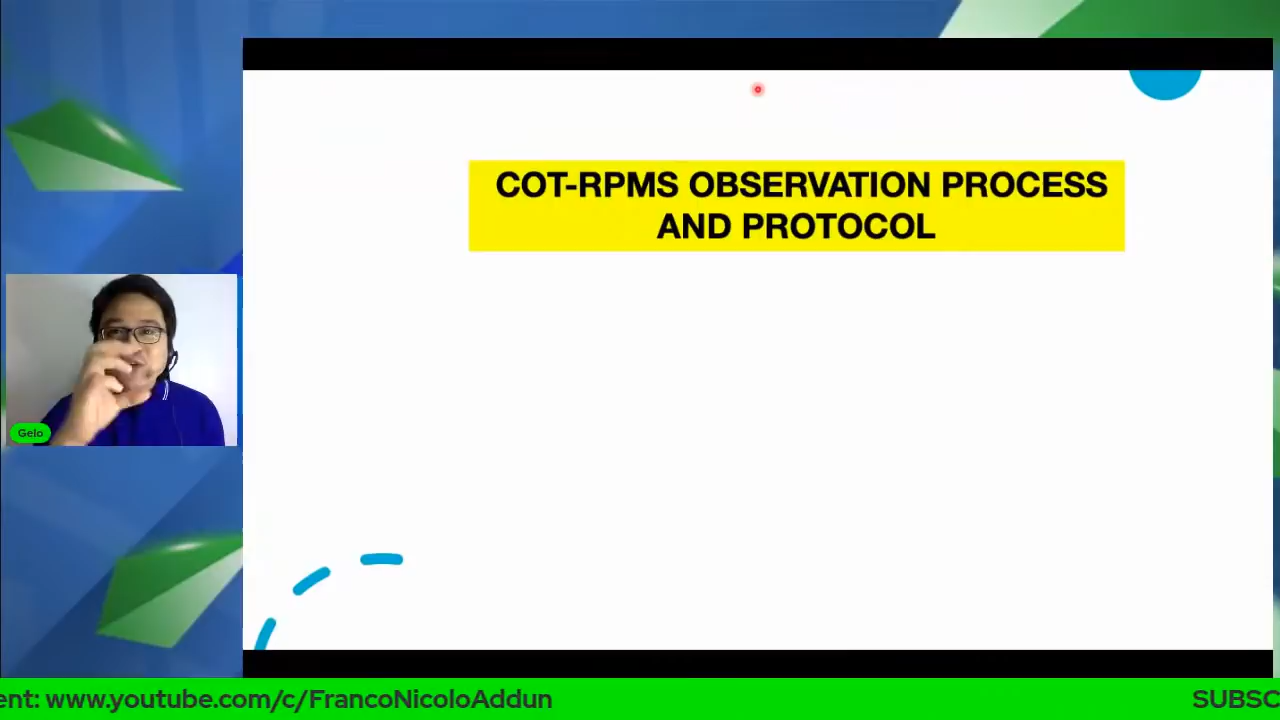 COT-RPMS OBSERVATION PROCESS
AND PROTOCOL
Gelo
ent: www.youtube.com/c/FrancoNicoloAddun
SUBSC